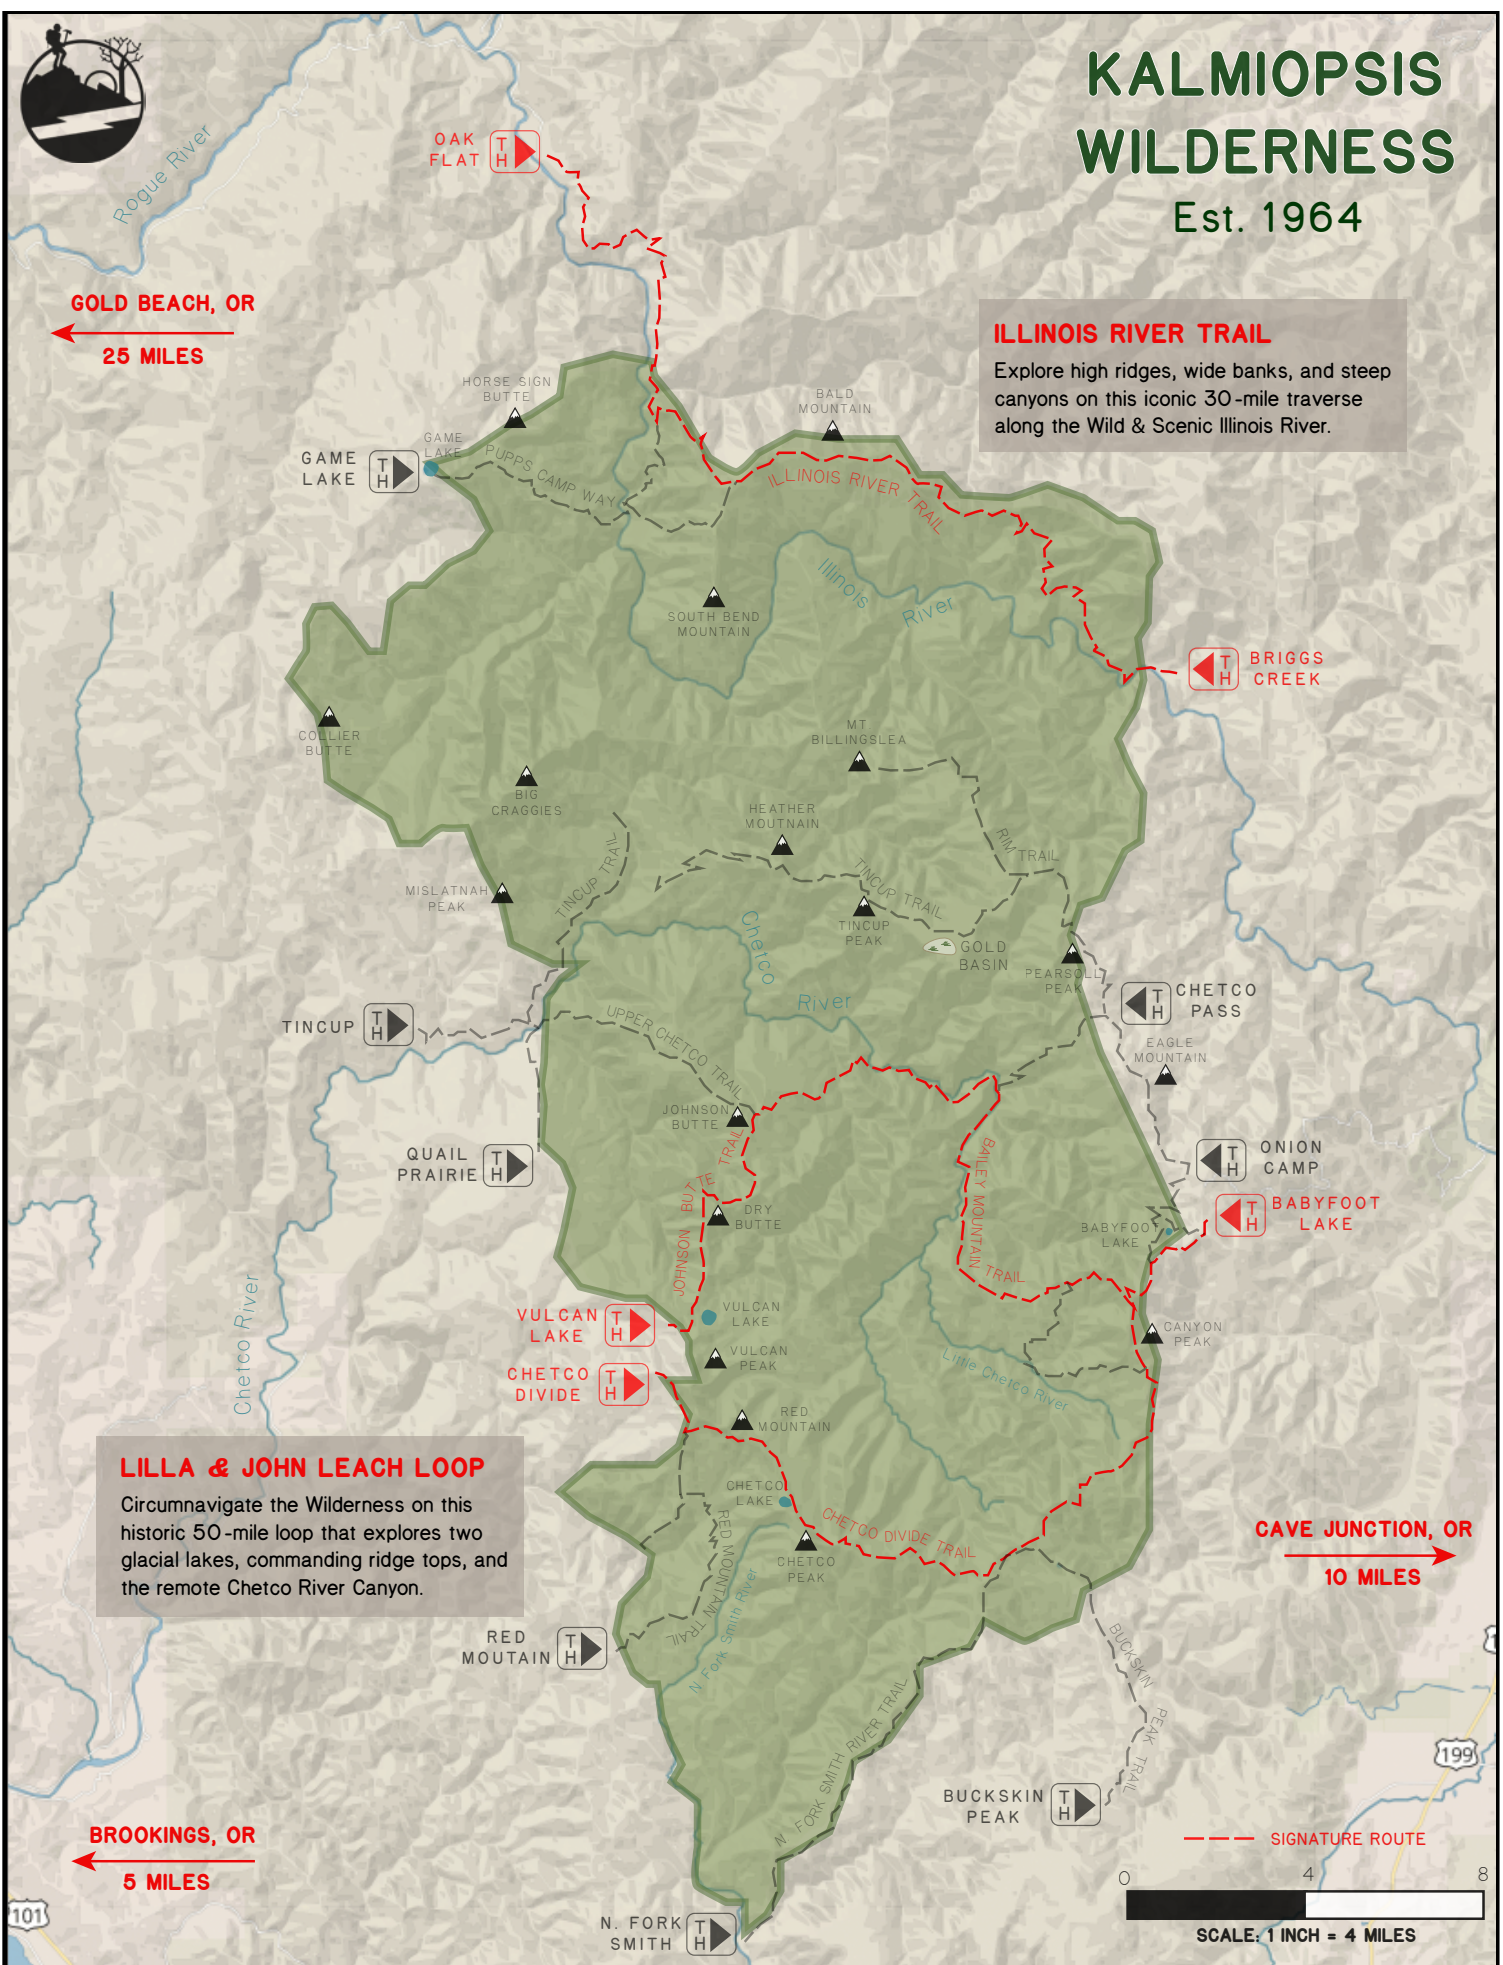 KALMIOPSIS
WILDERNESS
Est. 1964
Rogue River
OAK
FLAT
T
H
GOLD BEACH, OR
25 MILES
ILLINOIS RIVER TRAIL
Explore high ridges, wide banks, and steep
canyons on this iconic 30-mile traverse
along the Wild & Scenic Illinois River.
HORSE SIGN
BUTTE
BALD
MOUNTAIN
GAME
LAKE
T
H
GAME
LAKE
PUPPS CAMP WAY
ILLINOIS RIVER TRAIL
Illinois
River
SOUTH BEND
MOUNTAIN
T
H
BRIGGS
CREEK
COLLIER
BUTTE
MT
BILLINGSLEA
BIG
CRAGGIES
HEATHER
MOUTNAIN
RIM TRAIL
TINCUP TRAIL
TINCUP TRAIL
MISLATNAH
PEAK
TINCUP
PEAK
GOLD
BASIN
Chetco
River
PEARSOLL
PEAK
T
H
CHETCO
PASS
TINCUP
T
H
UPPER CHETCO TRAIL
EAGLE
MOUNTAIN
JOHNSON
BUTTE
QUAIL
PRAIRIE
T
H
T
H
ONION
CAMP
JOHNSON BUTTE TRAIL
BAILEY MOUNTAIN TRAIL
DRY
BUTTE
BABYFOOT
LAKE
T
H
BABYFOOT
LAKE
VULCAN
LAKE
T
H
VULCAN
LAKE
CANYON
PEAK
VULCAN
PEAK
CHETCO
DIVIDE
T
H
Little Chetco River
Chetco River
RED
MOUNTAIN
LILLA & JOHN LEACH LOOP
Circumnavigate the Wilderness on this
historic 50-mile loop that explores two
glacial lakes, commanding ridge tops, and
the remote Chetco River Canyon.
CHETCO
LAKE
CHETCO DIVIDE TRAIL
CHETCO
PEAK
RED MOUNTAIN TRAIL
N Fork Smith River
CAVE JUNCTION, OR
10 MILES
RED
MOUTAIN
T
H
BUCKSKIN PEAK TRAIL
N FORK SMITH RIVER TRAIL
199
BUCKSKIN
PEAK
T
H
BROOKINGS, OR
5 MILES
SIGNATURE ROUTE
0
4
8
SCALE: 1 INCH = 4 MILES
101
N. FORK
SMITH
T
H